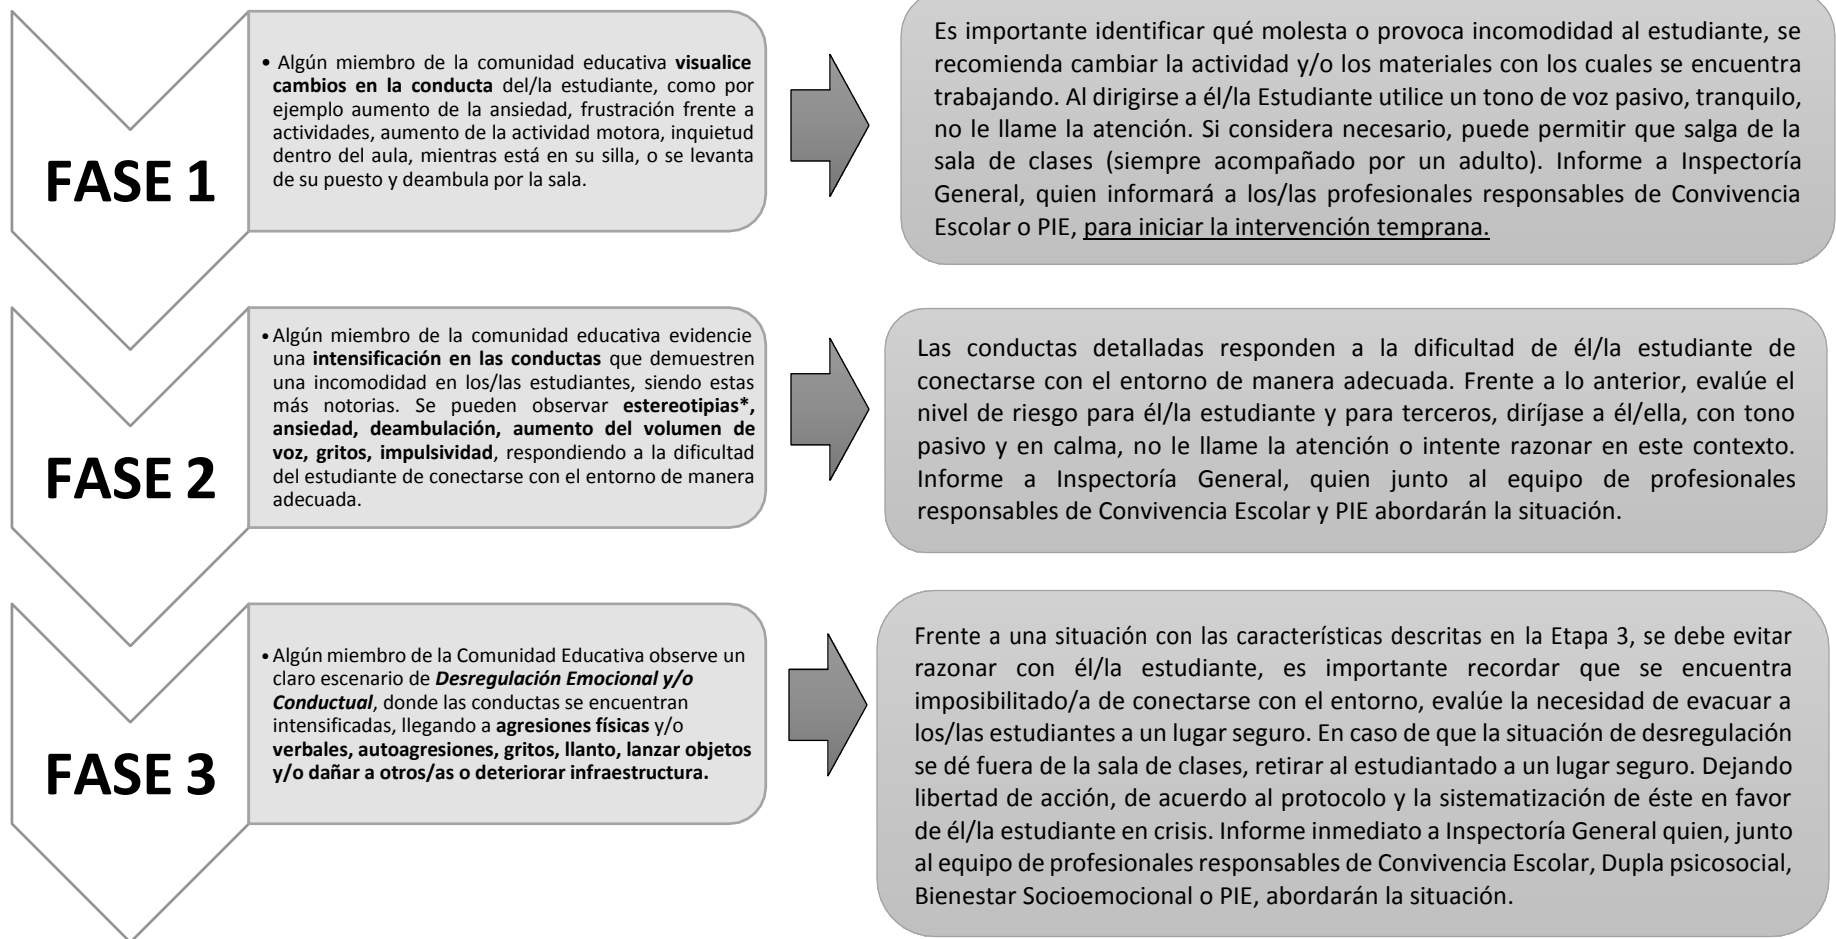 FASE 1
• Algún miembro de la comunidad educativa visualice
cambios en la conducta del/la estudiante, como por
ejemplo aumento de la ansiedad, frustración frente a
actividades, aumento de la actividad motora, inquietud
dentro del aula, mientras está en su silla, o se levanta
de su puesto y deambula por la sala.
Es importante identificar qué molesta o provoca incomodidad al estudiante, se
recomienda cambiar la actividad y/o los materiales con los cuales se encuentra
trabajando. Al dirigirse a él/la Estudiante utilice un tono de voz pasivo, tranquilo,
no le llame la atención. Si considera necesario, puede permitir que salga de la
sala de clases (siempre acompañado por un adulto). Informe a Inspectoría
General, quien informará a los/las profesionales responsables de Convivencia
Escolar o PIE, para iniciar la intervención temprana.
FASE 2
• Algún miembro de la comunidad educativa evidencie
una intensificación en las conductas que demuestren
una incomodidad en los/las estudiantes, siendo estas
más notorias. Se pueden observar estereotipias*,
ansiedad, deambulación, aumento del volumen de
voz, gritos, impulsividad, respondiendo a la dificultad
del estudiante de conectarse con el entorno de manera
adecuada.
Las conductas detalladas responden a la dificultad de él/la estudiante de
conectarse con el entorno de manera adecuada. Frente a lo anterior, evalúe el
nivel de riesgo para él/la estudiante y para terceros, diríjase a él/ella, con tono
pasivo y en calma, no le llame la atención o intente razonar en este contexto.
Informe a Inspectoría General, quien junto al equipo de profesionales
responsables de Convivencia Escolar y PIE abordarán la situación.
FASE 3
• Algún miembro de la Comunidad Educativa observe un
claro escenario de Desregulación Emocional y/o
Conductual, donde las conductas se encuentran
intensificadas, llegando a agresiones físicas y/o
verbales, autoagresiones, gritos, llanto, lanzar objetos
y/o dañar a otros/as o deteriorar infraestructura.
Frente a una situación con las características descritas en la Etapa 3, se debe evitar
razonar con él/la estudiante, es importante recordar que se encuentra
imposibilitado/a de conectarse con el entorno, evalúe la necesidad de evacuar a
los/las estudiantes a un lugar seguro. En caso de que la situación de desregulación
se dé fuera de la sala de clases, retirar al estudiantado a un lugar seguro. Dejando
libertad de acción, de acuerdo al protocolo y la sistematización de éste en favor
de él/la estudiante en crisis. Informe inmediato a Inspectoría General quien, junto
al equipo de profesionales responsables de Convivencia Escolar, Dupla psicosocial,
Bienestar Socioemocional o PIE, abordarán la situación.